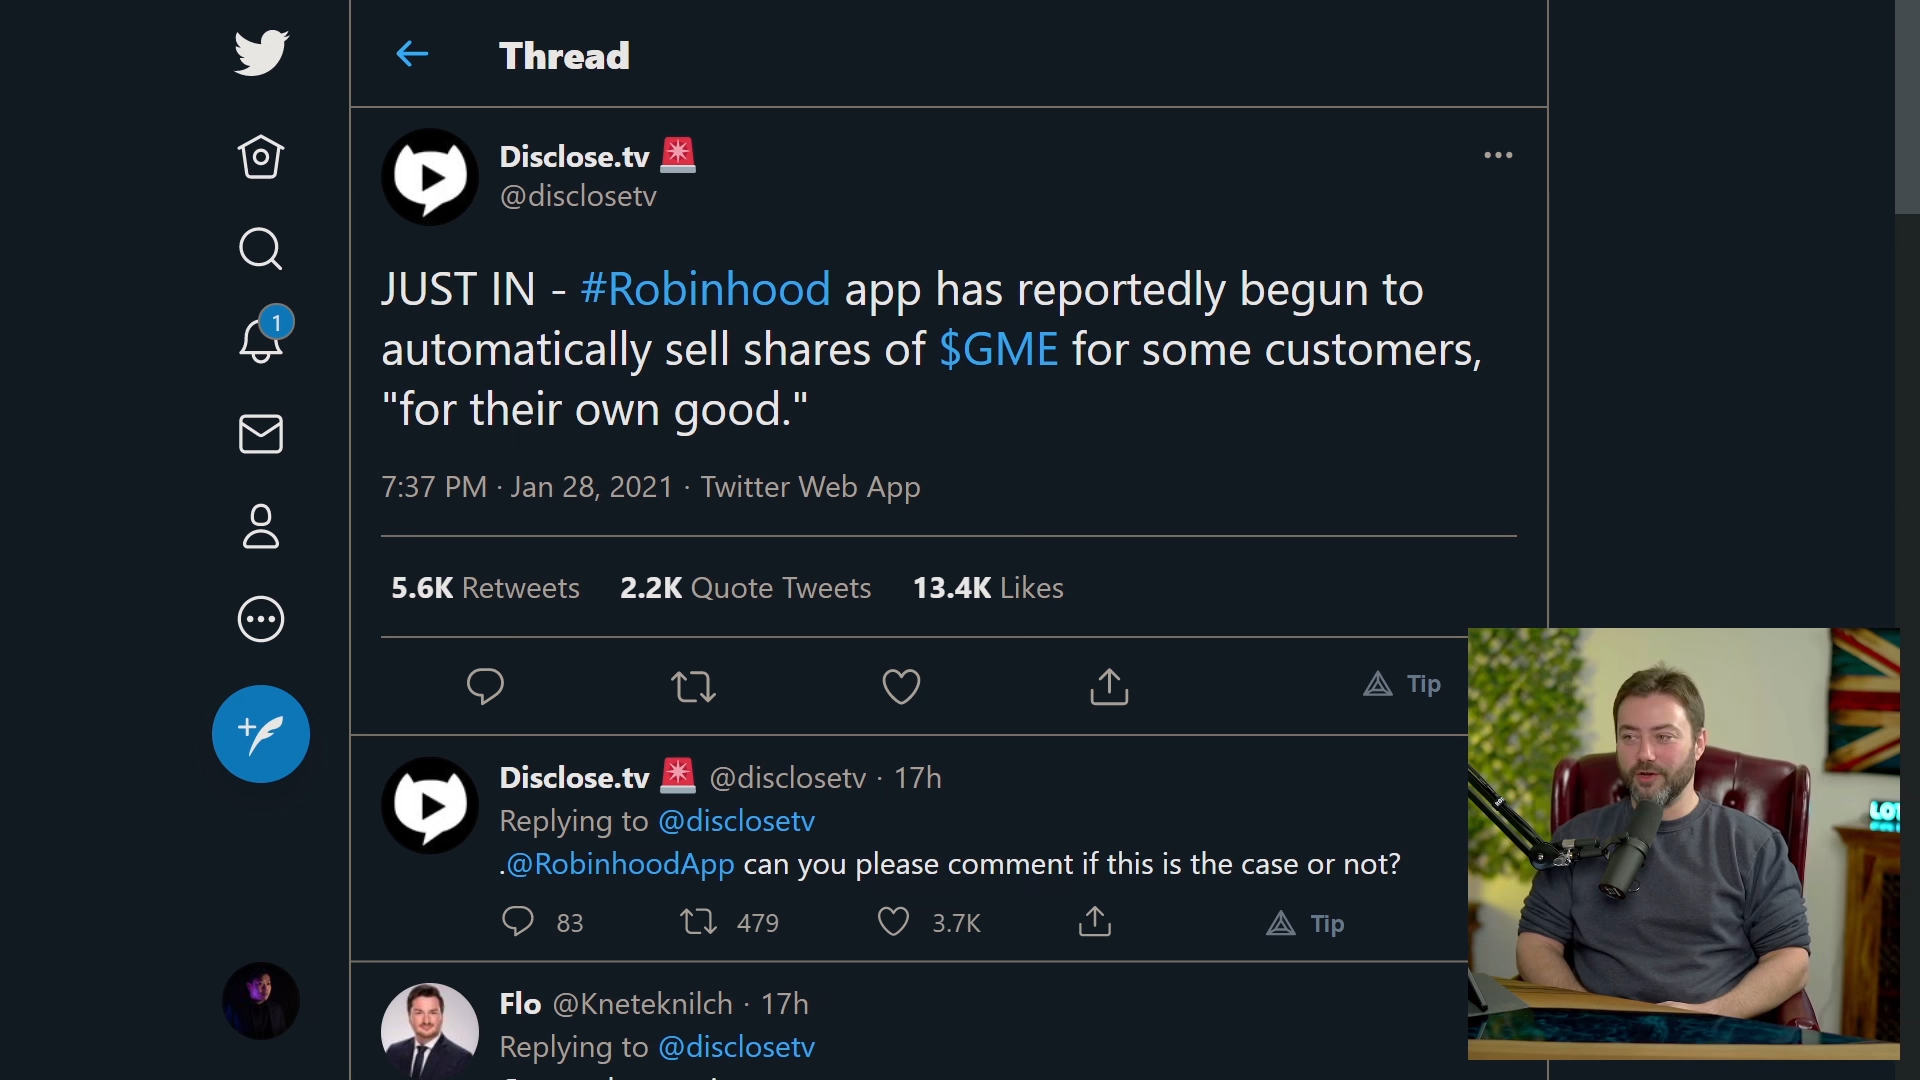 Thread
Disclose.tv
@disclosetv
JUST IN - #Robinhood app has reportedly begun to
automatically sell shares of $GME for some customers,
"for their own good."
7:37 PM · Jan 28, 2021 · Twitter Web App
5.6K Retweets 2.2K Quote Tweets 13.4K Likes
Tip
1
Disclose.tv @disclosetv · 17h
Replying to @disclosetv
.@RobinhoodApp can you please comment if this is the case or not?
83 479 3.7K Tip
Flo @Kneteknilch · 17h
Replying to @disclosetv